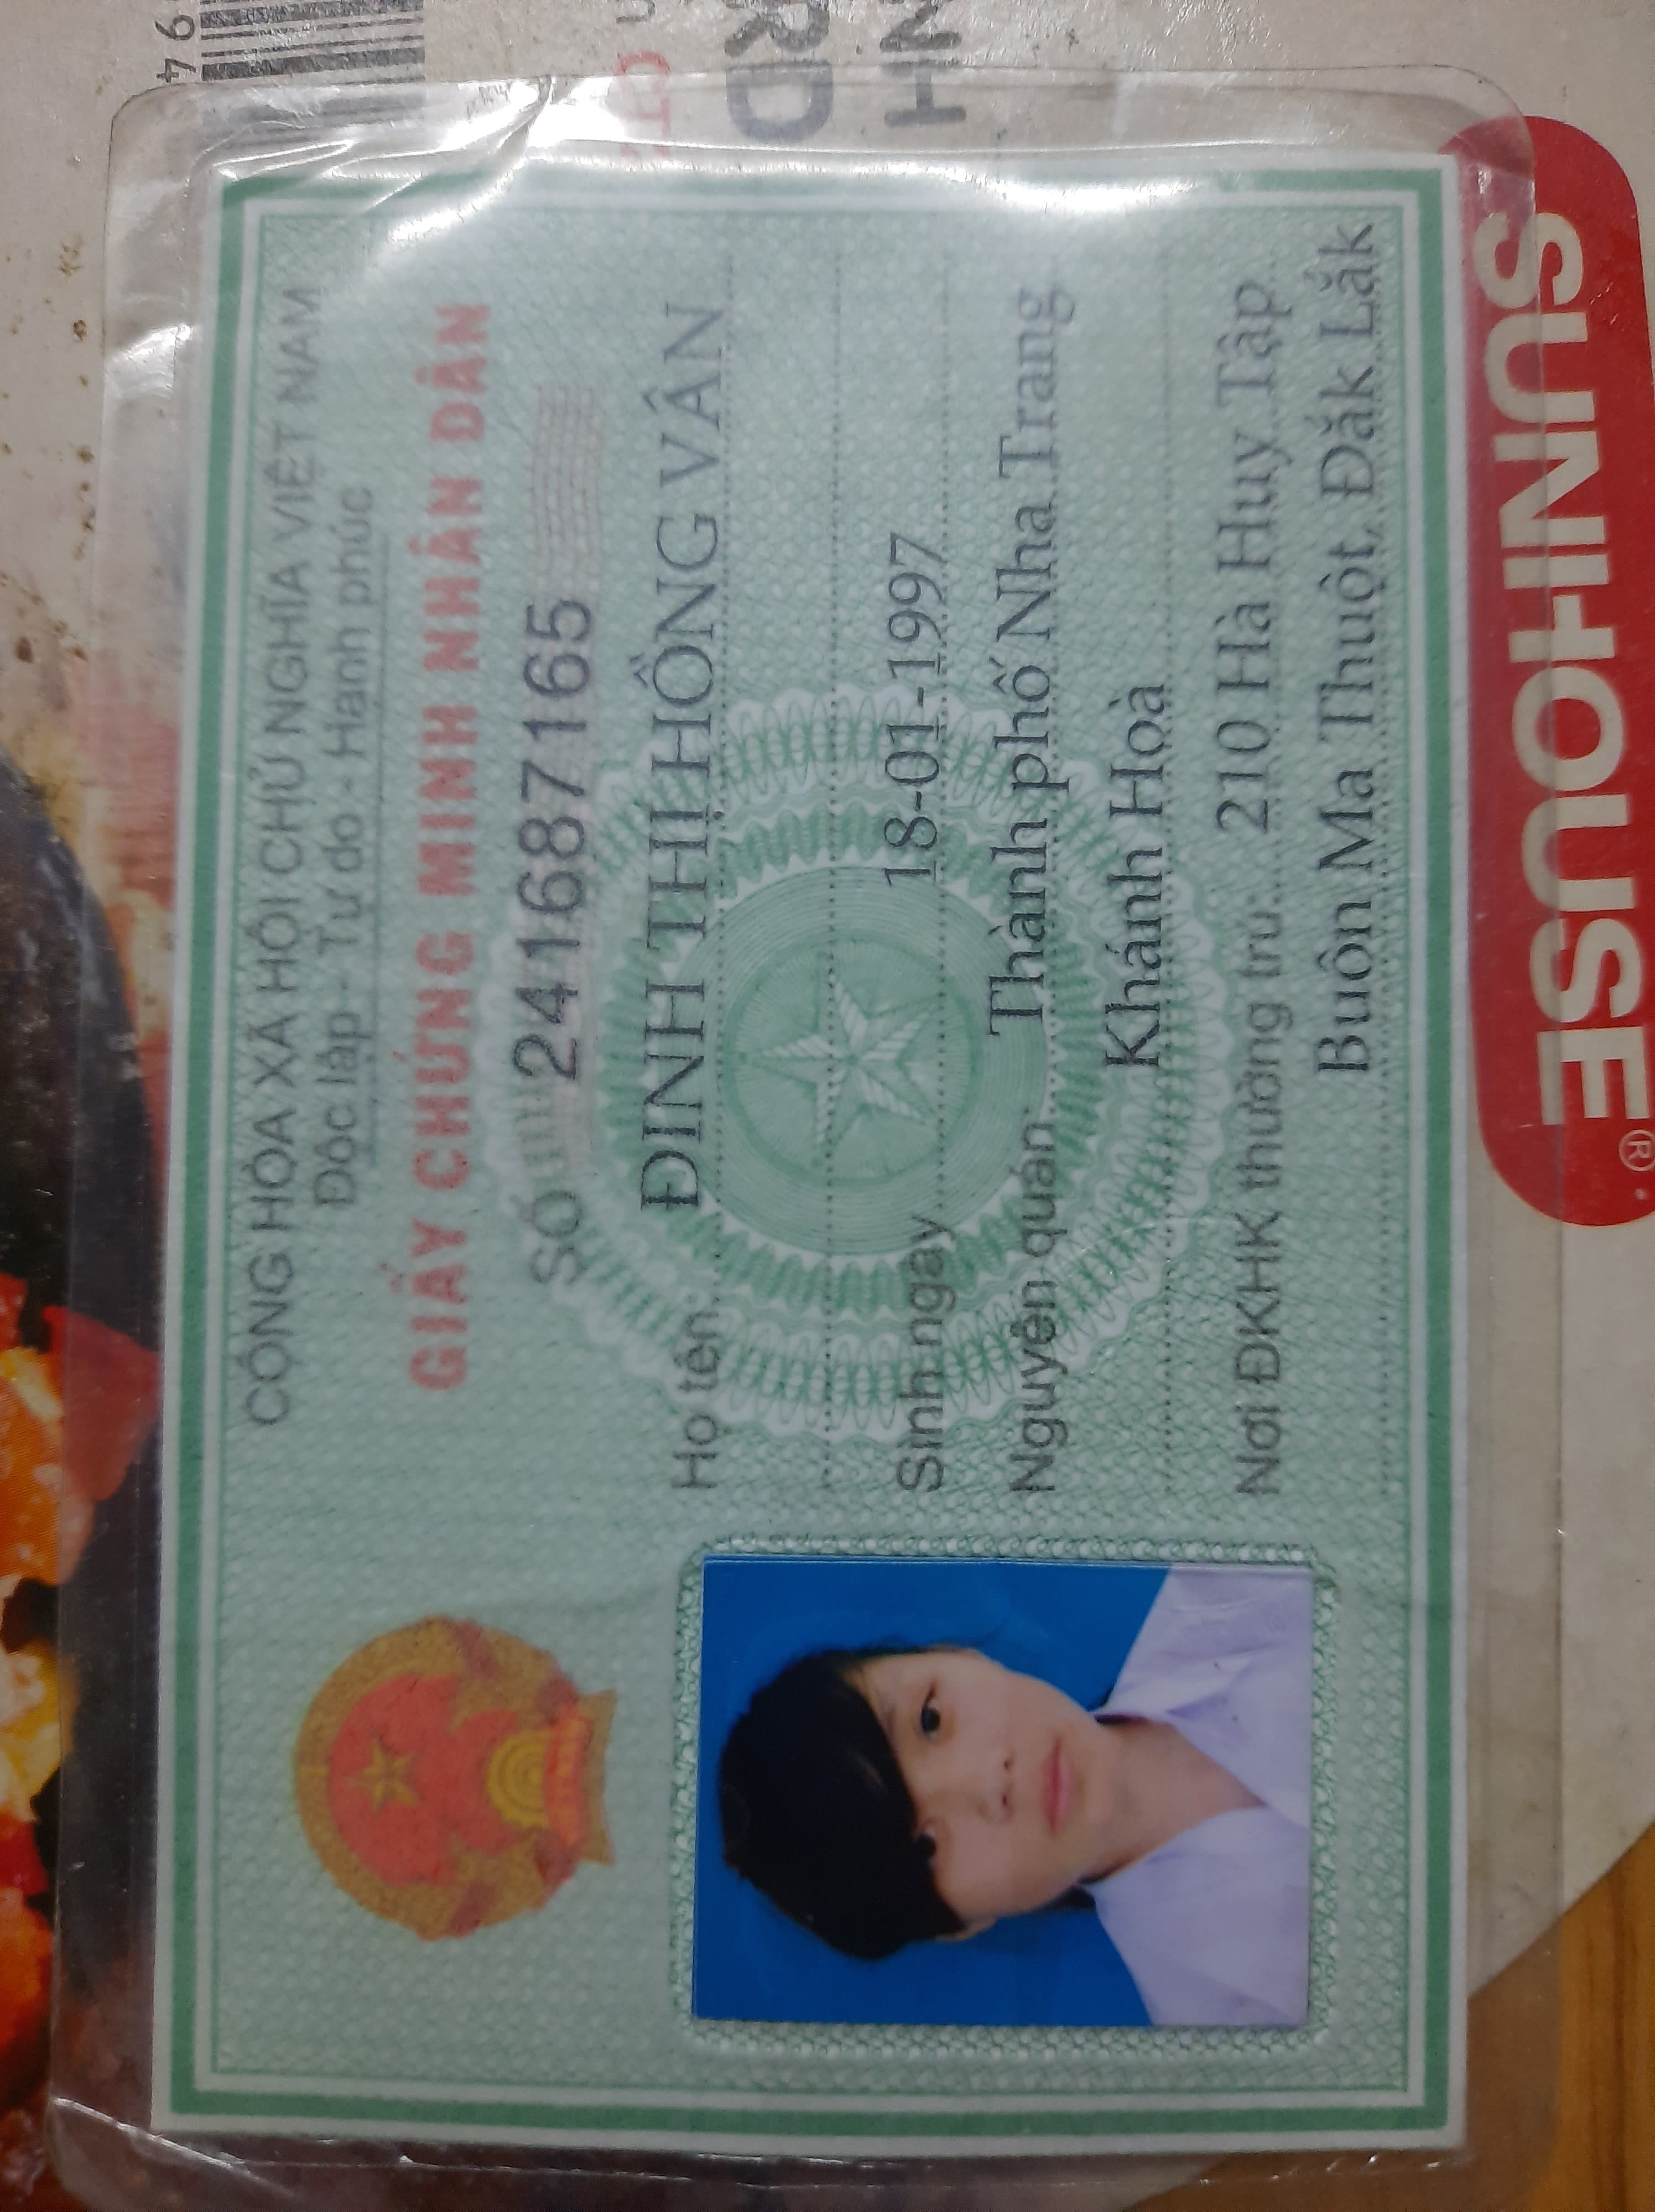 CỘNG HÒA XÃ HỘI CHỦ NGHĨA VIỆT NAM
Độc lập - Tự do - Hạnh phúc
GIẤY CHỨNG MINH NHÂN DÂN
SỐ 241687165
Họ tên: ĐINH THỊ HỒNG VÂN
Sinh ngày 18-01-1997
Nguyên quán Thành phố Nha Trang
Khánh Hoà
Nơi ĐKHK thường trú: 210 Hà Huy Tập
Buôn Ma Thuột, Đắk Lắk
SUNHOUSE®